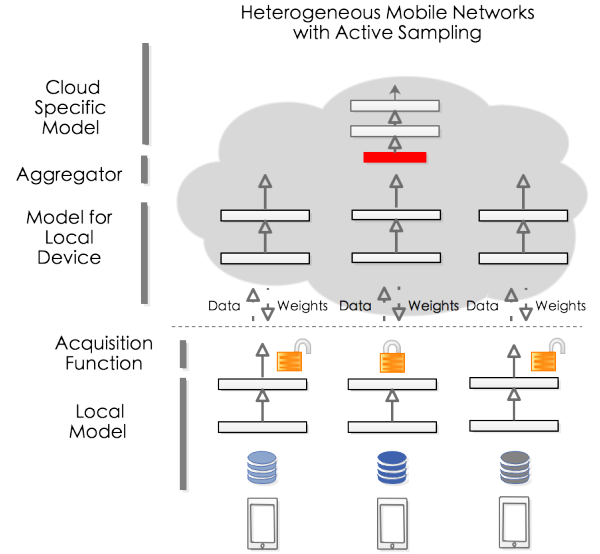 Heterogeneous Mobile Networks
with Active Sampling
Cloud
Specific
Model
Aggregator
Model for
Local
Device
Data Weights Data Weights Data Weights
Acquisition
Function
Local
Model